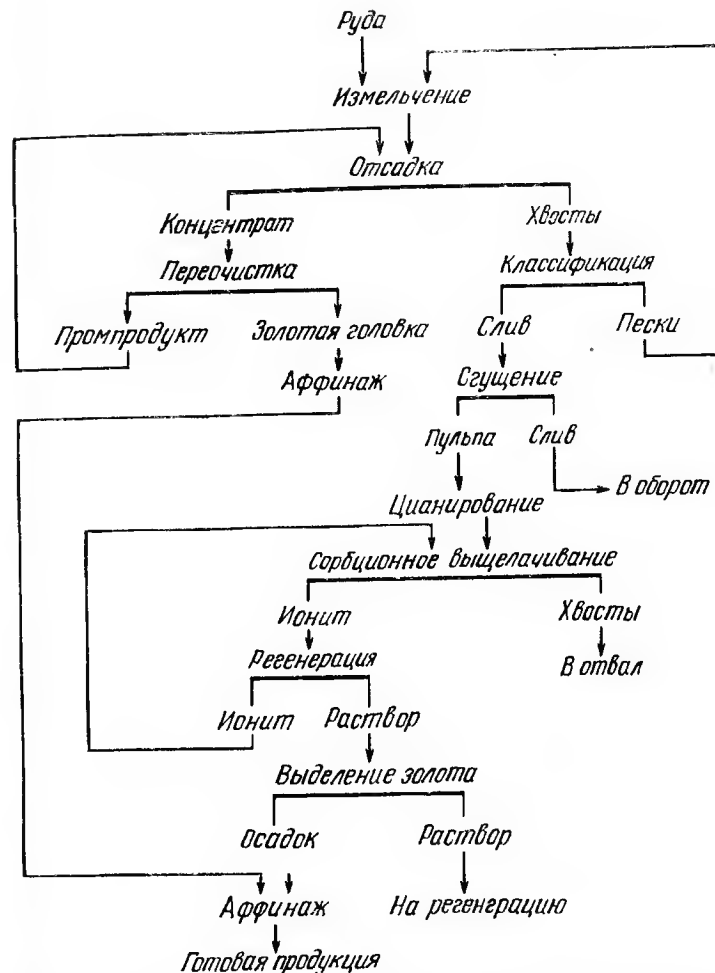 Руда
Измельчение
Отсадка
Концентрат
Хвосты
Переочистка
Классификация
Промпродукт
Золотая головка
Слив
Пески
Аффинаж
Сгущение
Пульпа
Слив
В оборот
Цианирование
Сорбционное выщелачивание
Ионит
Хвосты
Регенерация
В отвал
Ионит
Раствор
Выделение золота
Осадок
Раствор
Аффинаж
На регенграцию
Готовая продукция